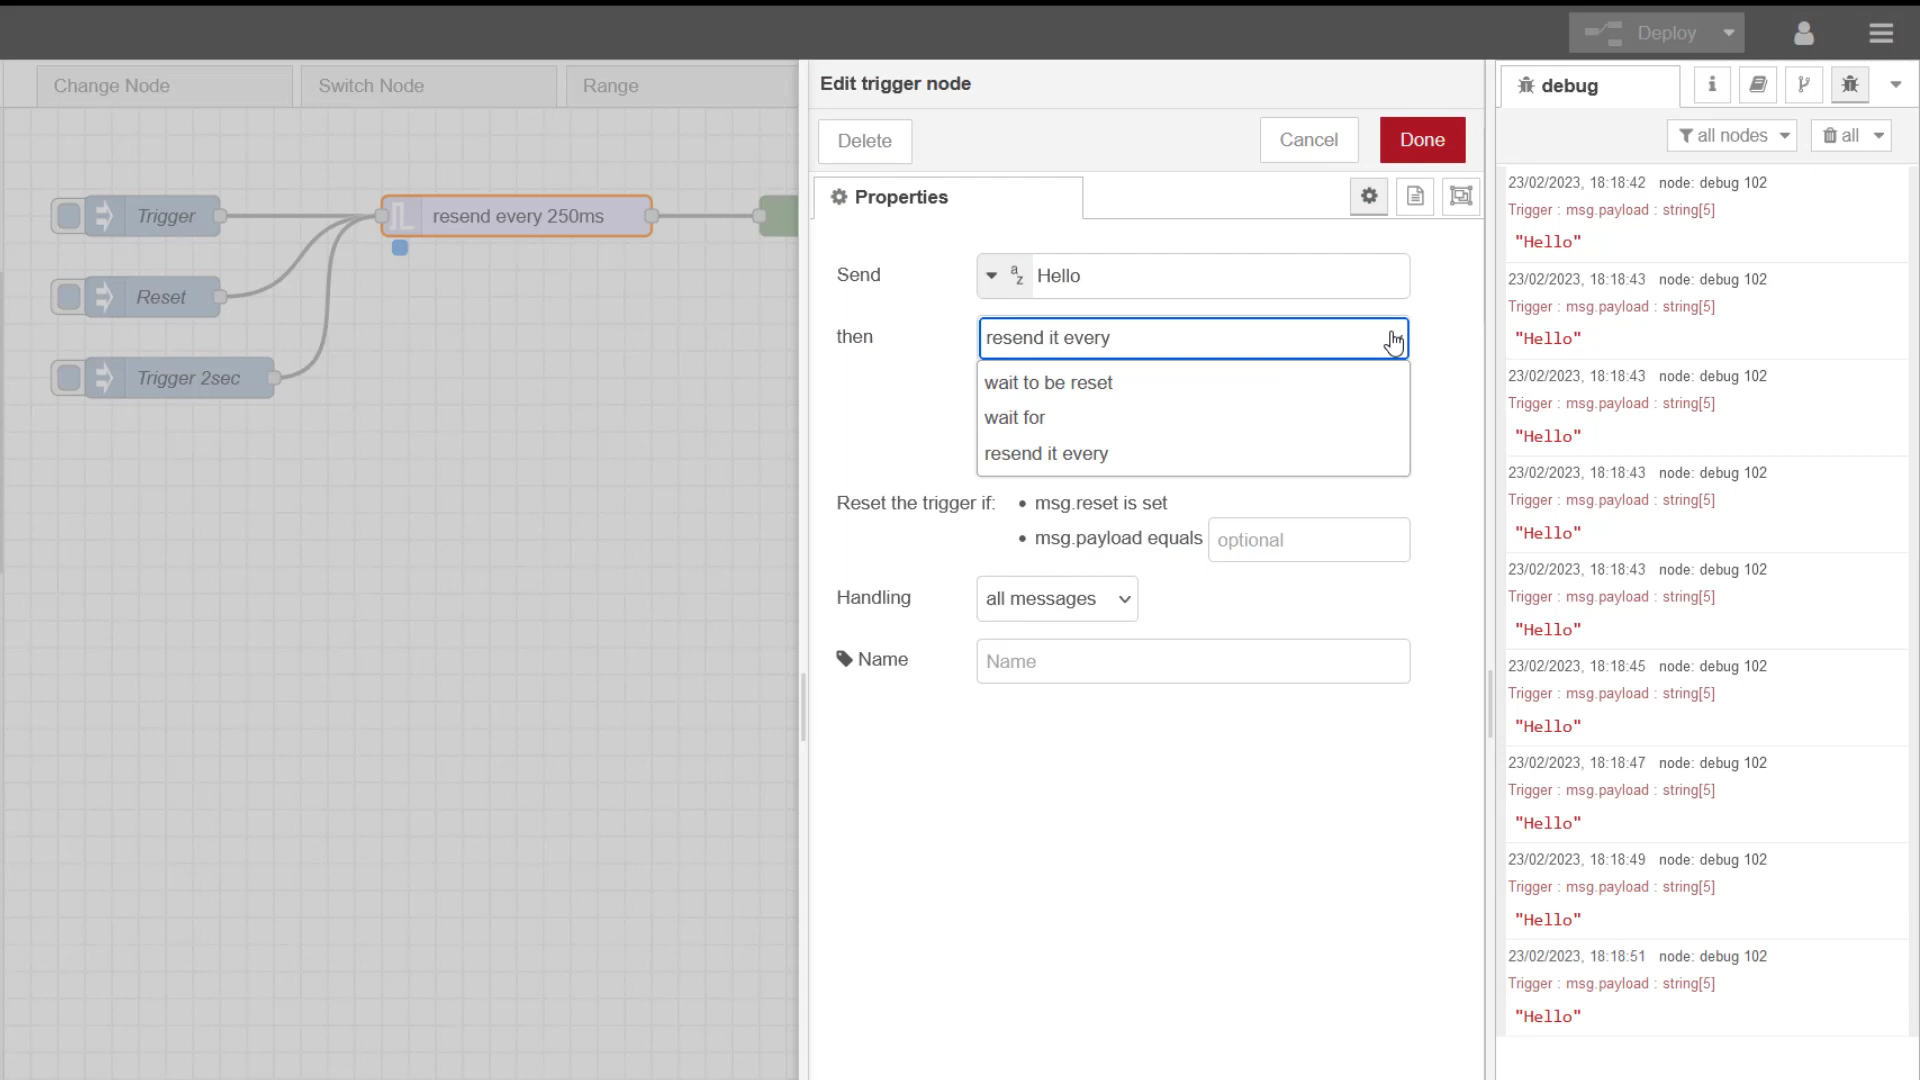 Deploy
Change Node
Switch Node
Range
Edit trigger node
debug
Delete
Cancel
Done
all nodes
all
Properties
Trigger
resend every 250ms
Reset
Trigger 2sec
Send
Hello
then
resend it every
wait to be reset
wait for
resend it every
Reset the trigger if:
• msg.reset is set
• msg.payload equals
optional
Handling
all messages
Name
Name
23/02/2023, 18:18:42 node: debug 102
Trigger : msg.payload : string[5]
"Hello"
23/02/2023, 18:18:43 node: debug 102
Trigger : msg.payload : string[5]
"Hello"
23/02/2023, 18:18:43 node: debug 102
Trigger : msg.payload : string[5]
"Hello"
23/02/2023, 18:18:43 node: debug 102
Trigger : msg.payload : string[5]
"Hello"
23/02/2023, 18:18:43 node: debug 102
Trigger : msg.payload : string[5]
"Hello"
23/02/2023, 18:18:45 node: debug 102
Trigger : msg.payload : string[5]
"Hello"
23/02/2023, 18:18:47 node: debug 102
Trigger : msg.payload : string[5]
"Hello"
23/02/2023, 18:18:49 node: debug 102
Trigger : msg.payload : string[5]
"Hello"
23/02/2023, 18:18:51 node: debug 102
Trigger : msg.payload : string[5]
"Hello"